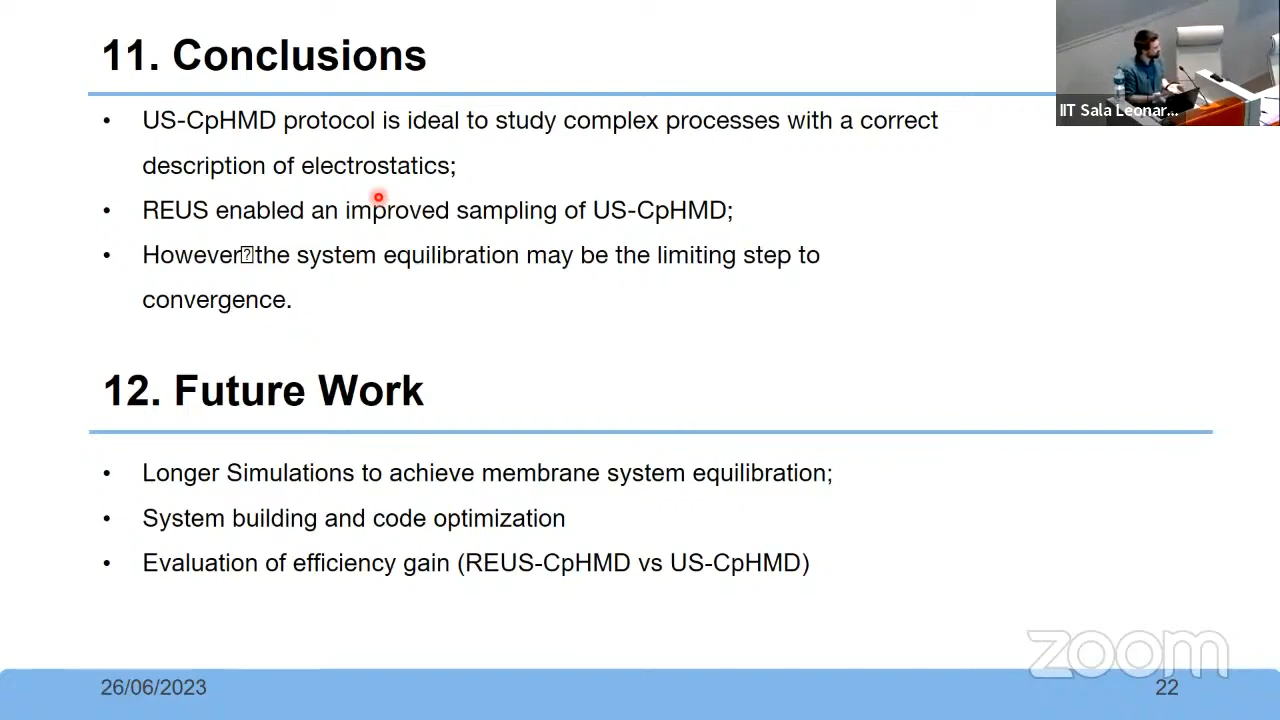 11. Conclusions
IIT Sala Leonar...
• US-CpHMD protocol is ideal to study complex processes with a correct
description of electrostatics;
• REUS enabled an improved sampling of US-CpHMD;
• However⍰the system equilibration may be the limiting step to
convergence.
12. Future Work
• Longer Simulations to achieve membrane system equilibration;
• System building and code optimization
• Evaluation of efficiency gain (REUS-CpHMD vs US-CpHMD)
zoom
26/06/2023
22